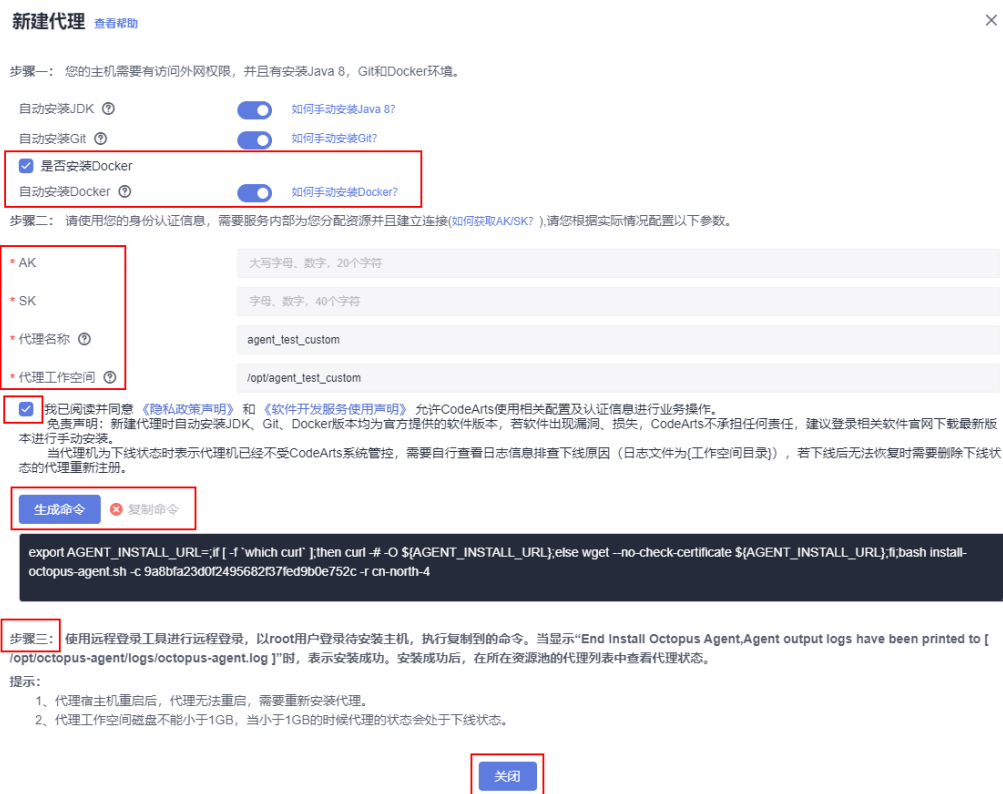 新建代理 查看帮助
步骤一： 您的主机需要有访问外网权限，并且有安装Java 8，Git和Docker环境。
自动安装JDK 如何手动安装Java 8?
自动安装Git 如何手动安装Git?
是否安装Docker
自动安装Docker 如何手动安装Docker?
步骤二： 请使用您的身份认证信息，需要服务内部为您分配资源并且建立连接(如何获取AK/SK? ),请您根据实际情况配置以下参数。
* AK 大写字母、数字，20个字符
* SK 字母、数字，40个字符
* 代理名称 agent_test_custom
* 代理工作空间 /opt/agent_test_custom
我已阅读并同意 《隐私政策声明》 和 《软件开发服务使用声明》 允许CodeArts使用相关配置及认证信息进行业务操作。
免责声明：新建代理时自动安装JDK、Git、Docker版本均为官方提供的软件版本，若软件出现漏洞、损失，CodeArts不承担任何责任，建议登录相关软件官网下载最新版
本进行手动安装。
当代理机为下线状态时表示代理机已经不受CodeArts系统管控，需要自行查看日志信息排查下线原因（日志文件为{工作空间目录}），若下线后无法恢复时需要删除下线状
态的代理重新注册。
生成命令 复制命令
export AGENT_INSTALL_URL=;if [ -f `which curl` ];then curl -# -O ${AGENT_INSTALL_URL};else wget --no-check-certificate ${AGENT_INSTALL_URL};fi;bash install-
octopus-agent.sh -c 9a8bfa23d0f2495682f37fed9b0e752c -r cn-north-4
步骤三： 使用远程登录工具进行远程登录，以root用户登录待安装主机，执行复制到的命令。当显示“End Install Octopus Agent,Agent output logs have been printed to [
/opt/octopus-agent/logs/octopus-agent.log ]”时，表示安装成功。安装成功后，在所在资源池的代理列表中查看代理状态。
提示：
1、代理宿主机重启后，代理无法重启，需要重新安装代理。
2、代理工作空间磁盘不能小于1GB，当小于1GB的时候代理的状态会处于下线状态。
关闭